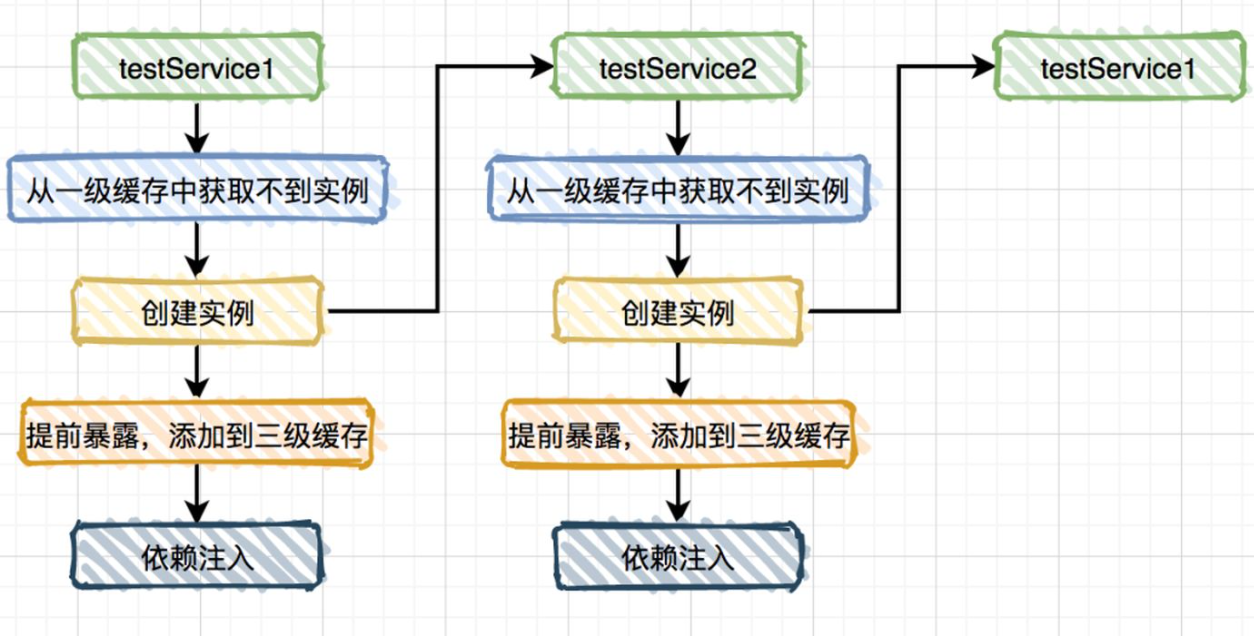 testService1
从一级缓存中获取不到实例
创建实例
提前暴露，添加到三级缓存
依赖注入
testService2
从一级缓存中获取不到实例
创建实例
提前暴露，添加到三级缓存
依赖注入
testService1